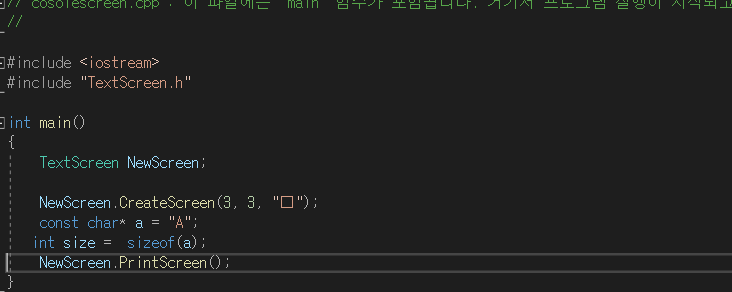 // cosolescreen.cpp : 이 파일에는 'main' 함수가 포함됩니다. 거기서 프로그램 실행이 시작되고
//
#include <iostream>
#include "TextScreen.h"
int main()
{
TextScreen NewScreen;
NewScreen.CreateScreen(3, 3, "□");
const char* a = "A";
int size = sizeof(a);
NewScreen.PrintScreen();
}